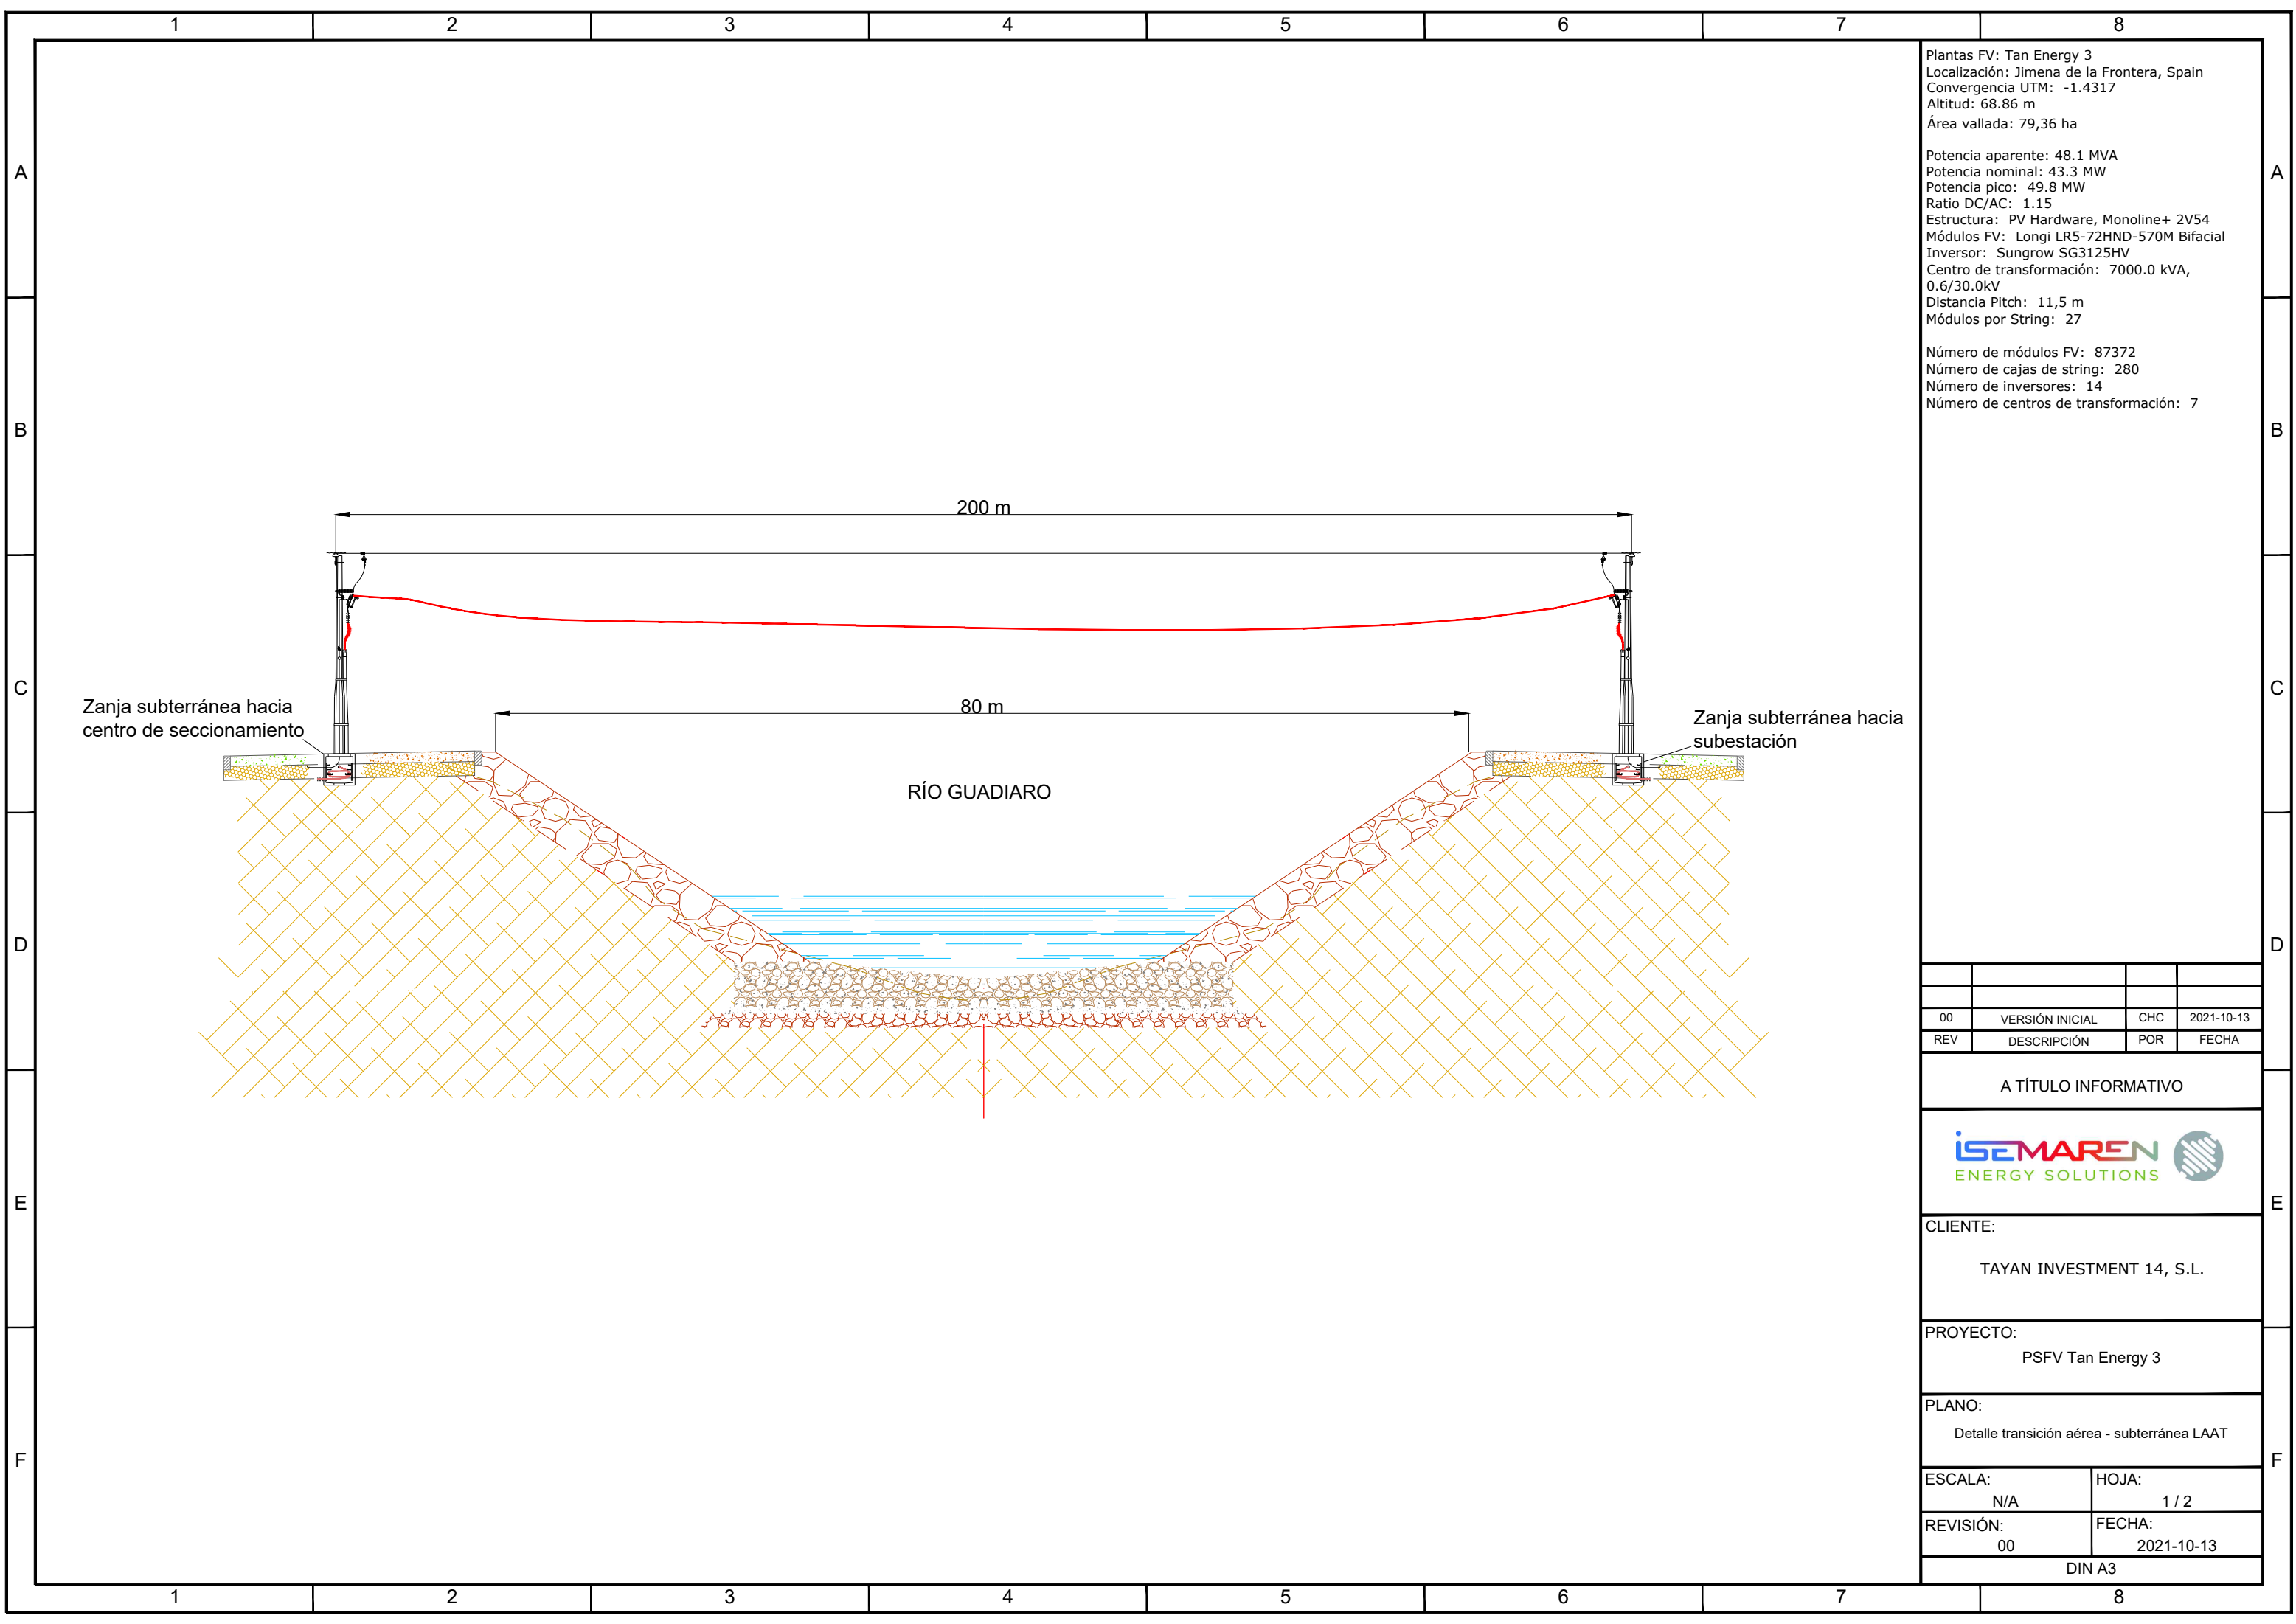 1 2 3 4 5 6 7 8
A A
B B
C C
D D
E E
F F
1 2 3 4 5 6 7 8
200 m
80 m
Zanja subterránea hacia
centro de seccionamiento
Zanja subterránea hacia
subestación
RÍO GUADIARO
Plantas FV: Tan Energy 3
Localización: Jimena de la Frontera, Spain
Convergencia UTM: -1.4317
Altitud: 68.86 m
Área vallada: 79,36 ha
Potencia aparente: 48.1 MVA
Potencia nominal: 43.3 MW
Potencia pico: 49.8 MW
Ratio DC/AC: 1.15
Estructura: PV Hardware, Monoline+ 2V54
Módulos FV: Longi LR5-72HND-570M Bifacial
Inversor: Sungrow SG3125HV
Centro de transformación: 7000.0 kVA,
0.6/30.0kV
Distancia Pitch: 11,5 m
Módulos por String: 27
Número de módulos FV: 87372
Número de cajas de string: 280
Número de inversores: 14
Número de centros de transformación: 7
00 VERSIÓN INICIAL CHC 2021-10-13
REV DESCRIPCIÓN POR FECHA
A TÍTULO INFORMATIVO
iSEMAREN
ENERGY SOLUTIONS
CLIENTE:
TAYAN INVESTMENT 14, S.L.
PROYECTO:
PSFV Tan Energy 3
PLANO:
Detalle transición aérea - subterránea LAAT
ESCALA: HOJA:
N/A 1 / 2
REVISIÓN: FECHA:
00 2021-10-13
DIN A3